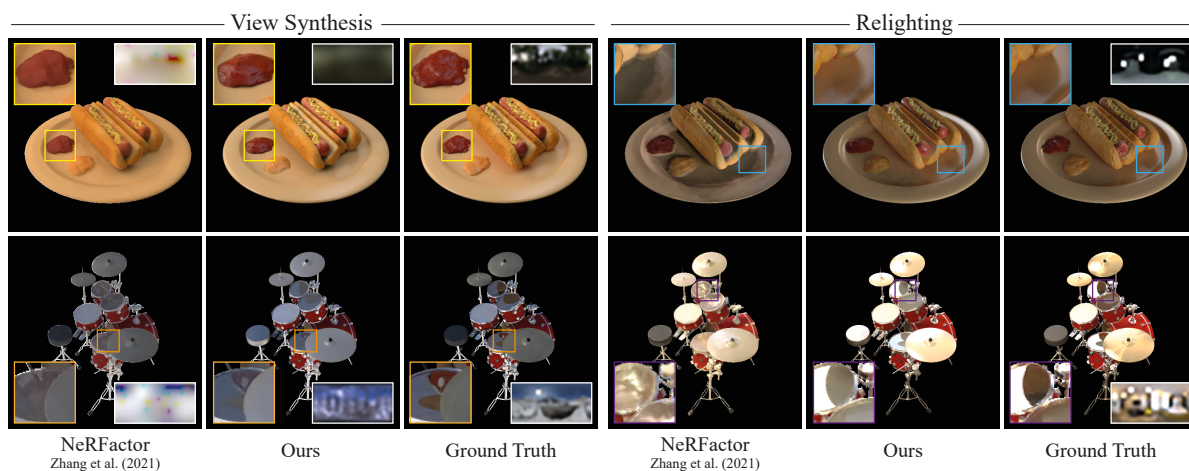 View Synthesis
Relighting
NeRFactor
Zhang et al. (2021)
Ours
Ground Truth
NeRFactor
Zhang et al. (2021)
Ours
Ground Truth